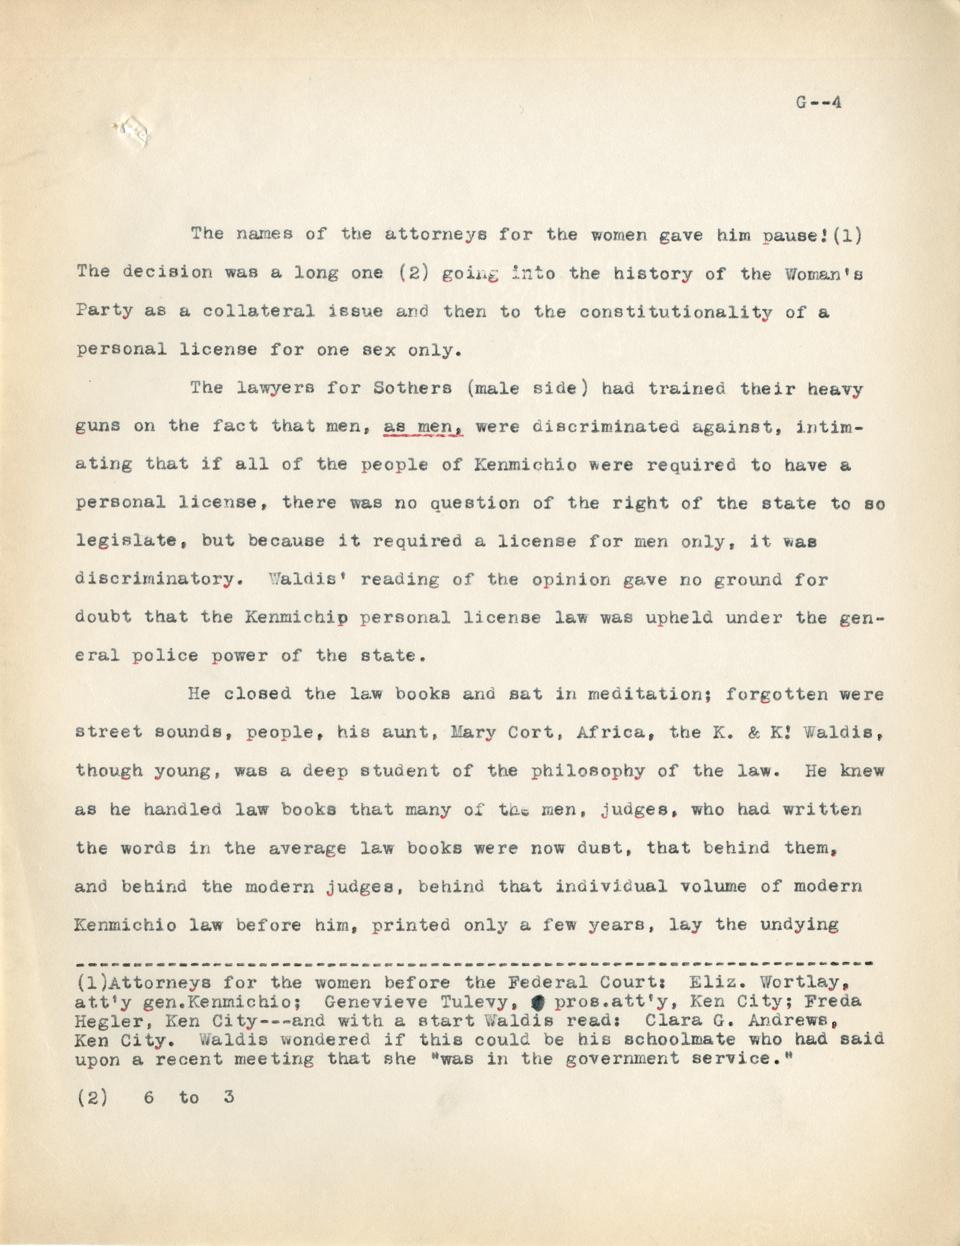 G--4
The names of the attorneys for the women gave him pause!(1)
The decision was a long one (2) going into the history of the Woman's
Party as a collateral issue and then to the constitutionality of a
personal license for one sex only.
The lawyers for Sothers (male side) had trained their heavy
guns on the fact that men, as men, were discriminated against, intim-
ating that if all of the people of Kenmichio were required to have a
personal license, there was no question of the right of the state to so
legislate, but because it required a license for men only, it was
discriminatory.  Waldis' reading of the opinion gave no ground for
doubt that the Kenmichip personal license law was upheld under the gen-
eral police power of the state.
He closed the law books and sat in meditation; forgotten were
street sounds, people, his aunt, Mary Cort, Africa, the K. & K! Waldis,
though young, was a deep student of the philosophy of the law.  He knew
as he handled law books that many of the men, judges, who had written
the words in the average law books were now dust, that behind them,
and behind the modern judges, behind that individual volume of modern
Kenmichio law before him, printed only a few years, lay the undying
(1)Attorneys for the women before the Federal Court:  Eliz. Wortlay,
att'y gen.Kenmichio;  Genevieve Tulevy, pros.att'y, Ken City; Freda
Hegler, Ken City---and with a start Waldis read:  Clara G. Andrews,
Ken City.  Waldis wondered if this could be his schoolmate who had said
upon a recent meeting that she "was in the government service."
(2)  6 to 3